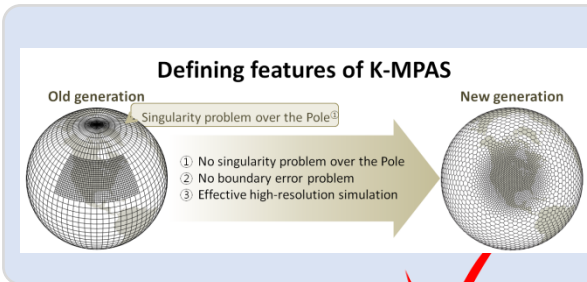 Defining features of K-MPAS
Old generation
New generation
Singularity problem over the Pole①
① No singularity problem over the Pole
② No boundary error problem
③ Effective high-resolution simulation